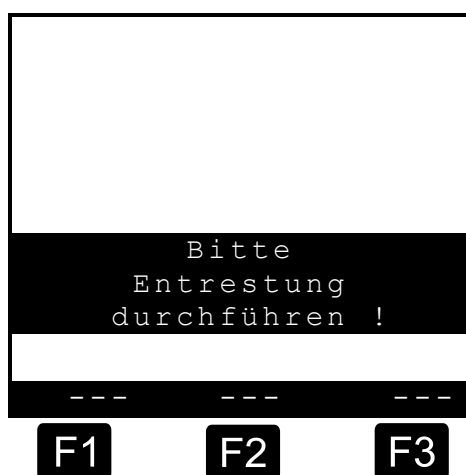 Bitte
Entrestung
durchführen !
--- --- ---
F1 F2 F3